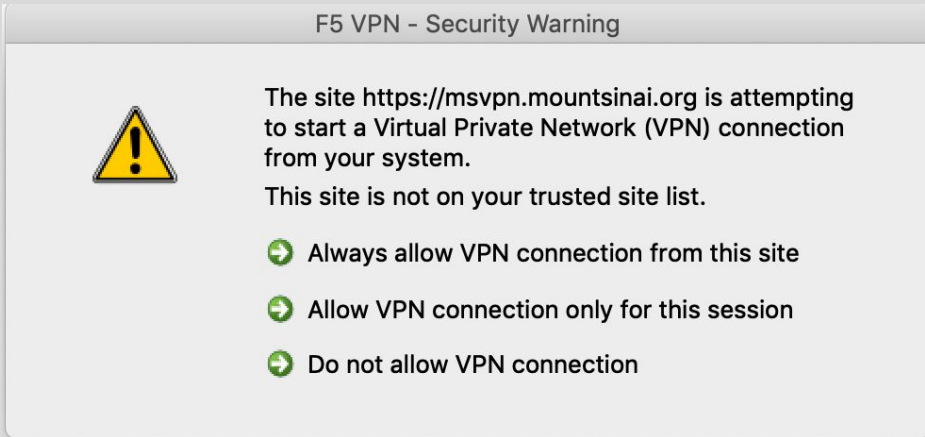 F5 VPN - Security Warning
The site https://msvpn.mountsinai.org is attempting
to start a Virtual Private Network (VPN) connection
from your system.
This site is not on your trusted site list.
Always allow VPN connection from this site
Allow VPN connection only for this session
Do not allow VPN connection